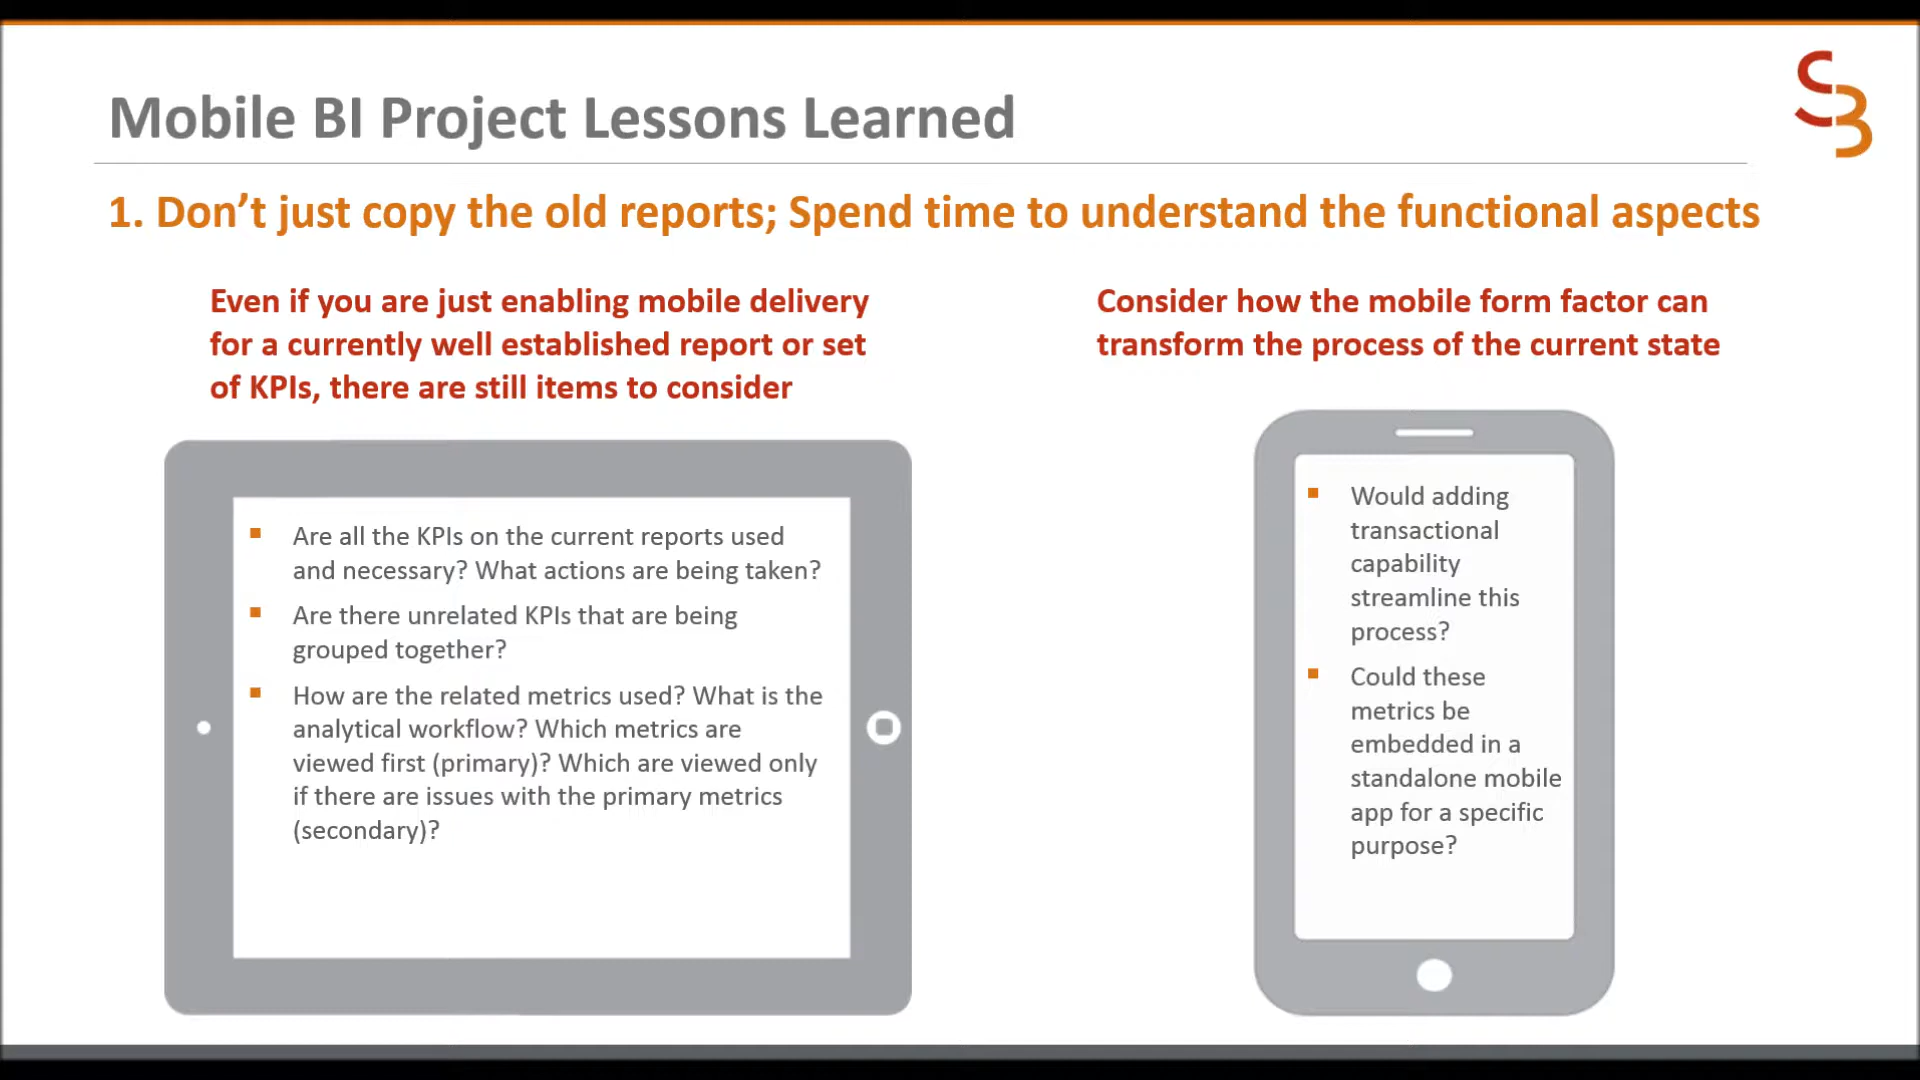 Mobile BI Project Lessons Learned
SB
1. Don’t just copy the old reports; Spend time to understand the functional aspects
Even if you are just enabling mobile delivery
for a currently well established report or set
of KPIs, there are still items to consider
Are all the KPIs on the current reports used
and necessary? What actions are being taken?
Are there unrelated KPIs that are being
grouped together?
How are the related metrics used? What is the
analytical workflow? Which metrics are
viewed first (primary)? Which are viewed only
if there are issues with the primary metrics
(secondary)?
Consider how the mobile form factor can
transform the process of the current state
Would adding
transactional
capability
streamline this
process?
Could these
metrics be
embedded in a
standalone mobile
app for a specific
purpose?